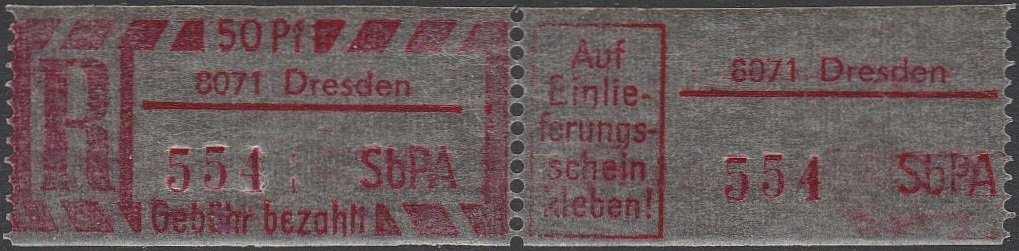 50 Pf
R
8071 Dresden
554 SbPA
Gebühr bezahlt
Auf
Einlie-
ferungs-
schein
kleben!
8071 Dresden
554 SbPA